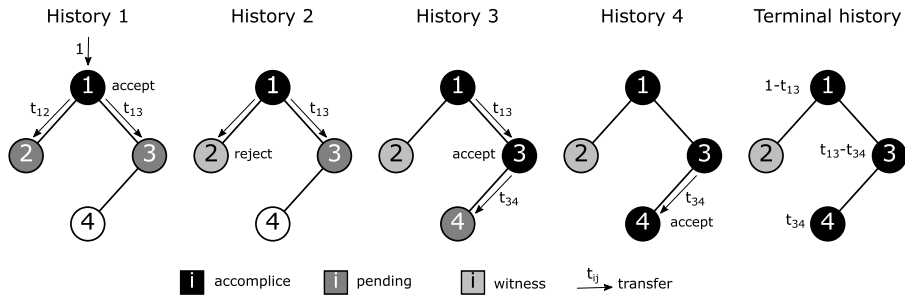 History 1
History 2
History 3
History 4
Terminal history
1
1 accept
t12 t13
2 3
4
1
t13
2 reject 3
4
1
t13
2 accept 3
t34
4
1
2 3
t34
4 accept
1-t13 1
2 t13-t34 3
t34 4
i accomplice
i pending
i witness
tij transfer